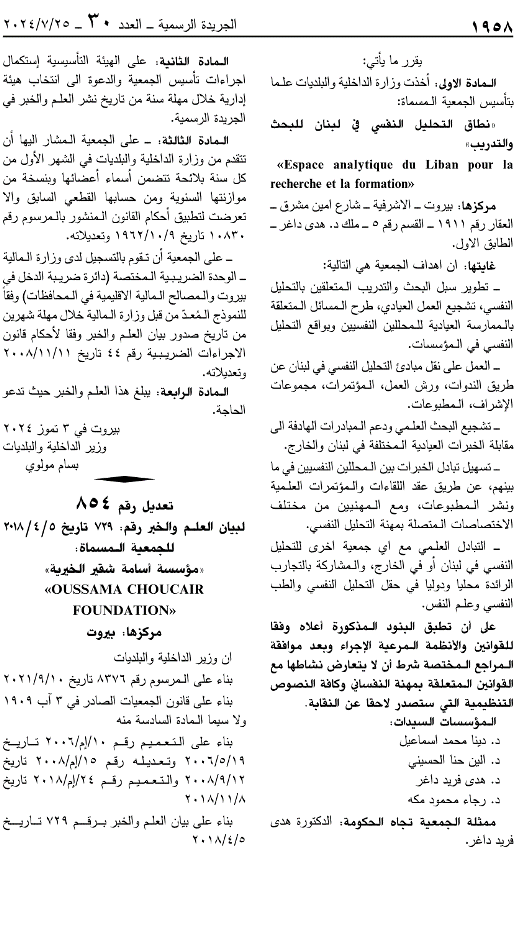 ١٩٥٨
الجريدة الرسمية ـ العدد ٣٠ ـ ٢٠٢٤/٧/٢٥
يقرر ما يأتي:
المادة الاولى: أخذت وزارة الداخلية والبلديات علما
بتأسيس الجمعية المسماة:
«نطاق التحليل النفسي في لبنان للبحث
والتدريب»
«Espace analytique du Liban pour la
recherche et la formation»
مركزها: بيروت ـ الاشرفية ـ شارع امين مشرق ـ
العقار رقم ١٩١١ ـ القسم رقم ٥ ـ ملك د. هدى داغر ـ
الطابق الاول.
غايتها: ان اهداف الجمعية هي التالية:
ـ تطوير سبل البحث والتدريب المتعلقين بالتحليل
النفسي، تشجيع العمل العيادي، طرح المسائل المتعلقة
بالممارسة العيادية للمحللين النفسيين وبواقع التحليل
النفسي في المؤسسات.
ـ العمل على نقل مبادئ التحليل النفسي في لبنان عن
طريق الندوات، ورش العمل، المؤتمرات، مجموعات
الإشراف، المطبوعات.
ـ تشجيع البحث العلمي ودعم المبادرات الهادفة الى
مقابلة الخبرات العيادية المختلفة في لبنان والخارج.
ـ تسهيل تبادل الخبرات بين المحللين النفسيين في ما
بينهم، عن طريق عقد اللقاءات والمؤتمرات العلمية
ونشر المطبوعات، ومع المهنيين من مختلف
الاختصاصات المتصلة بمهنة التحليل النفسي.
ـ التبادل العلمي مع اي جمعية اخرى للتحليل
النفسي في لبنان أو في الخارج، والمشاركة بالتجارب
الرائدة محليا ودوليا في حقل التحليل النفسي والطب
النفسي وعلم النفس.
على أن تطبق البنود المذكورة أعلاه وفقا
للقوانين والأنظمة المرعية الإجراء وبعد موافقة
المراجع المختصة شرط أن لا يتعارض نشاطها مع
القوانين المتعلقة بمهنة النفساني وكافة النصوص
التنظيمية التي ستصدر لاحقا عن النقابة.
المؤسسات السيدات:
د. دينا محمد اسماعيل
د. الين حنا الحسيني
د. هدى فريد داغر
د. رجاء محمود مكه
ممثلة الجمعية تجاه الحكومة: الدكتورة هدى
فريد داغر.
المادة الثانية: على الهيئة التأسيسية إستكمال
اجراءات تأسيس الجمعية والدعوة الى انتخاب هيئة
إدارية خلال مهلة سنة من تاريخ نشر العلم والخبر في
الجريدة الرسمية.
المادة الثالثة: ـ على الجمعية المشار اليها أن
تتقدم من وزارة الداخلية والبلديات في الشهر الأول من
كل سنة بلائحة تتضمن أسماء أعضائها وبنسخة من
موازنتها السنوية ومن حسابها القطعي السابق والا
تعرضت لتطبيق أحكام القانون المنشور بالمرسوم رقم
١٠٨٣٠ تاريخ ١٩٦٢/١٠/٩ وتعديلاته.
ـ على الجمعية أن تقوم بالتسجيل لدى وزارة المالية
ـ الوحدة الضريبية المختصة (دائرة ضريبة الدخل في
بيروت والمصالح المالية الاقليمية في المحافظات) وفقاً
للنموذج المُعدّ من قبل وزارة المالية خلال مهلة شهرين
من تاريخ صدور بيان العلم والخبر وفقا لأحكام قانون
الاجراءات الضريبية رقم ٤٤ تاريخ ٢٠٠٨/١١/١١
وتعديلاته.
المادة الرابعة: يبلغ هذا العلم والخبر حيث تدعو
الحاجة.
بيروت في ٣ تموز ٢٠٢٤
وزير الداخلية والبلديات
بسام مولوي
تعديل رقم ٨٥٤
لبيان العلم والخبر رقم: ٧٢٩ تاريخ ٢٠١٨/٤/٥
للجمعية المسماة:
«مؤسسة أسامة شقير الخيرية»
«OUSSAMA CHOUCAIR
FOUNDATION»
مركزها: بيروت
ان وزير الداخلية والبلديات
بناء على المرسوم رقم ٨٣٧٦ تاريخ ٢٠٢١/٩/١٠
بناء على قانون الجمعيات الصادر في ٣ آب ١٩٠٩
ولا سيما المادة السادسة منه
بناء على التعميم رقم ١٠/إم/٢٠٠٦ تاريخ
٢٠٠٦/٥/١٩ وتعديله رقم ١٥/إم/٢٠٠٨ تاريخ
٢٠٠٨/٩/١٢ والتعميم رقم ٢٤/إم/٢٠١٨ تاريخ
٢٠١٨/١١/٨
بناء على بيان العلم والخبر برقم ٧٢٩ تاريخ
٢٠١٨/٤/٥